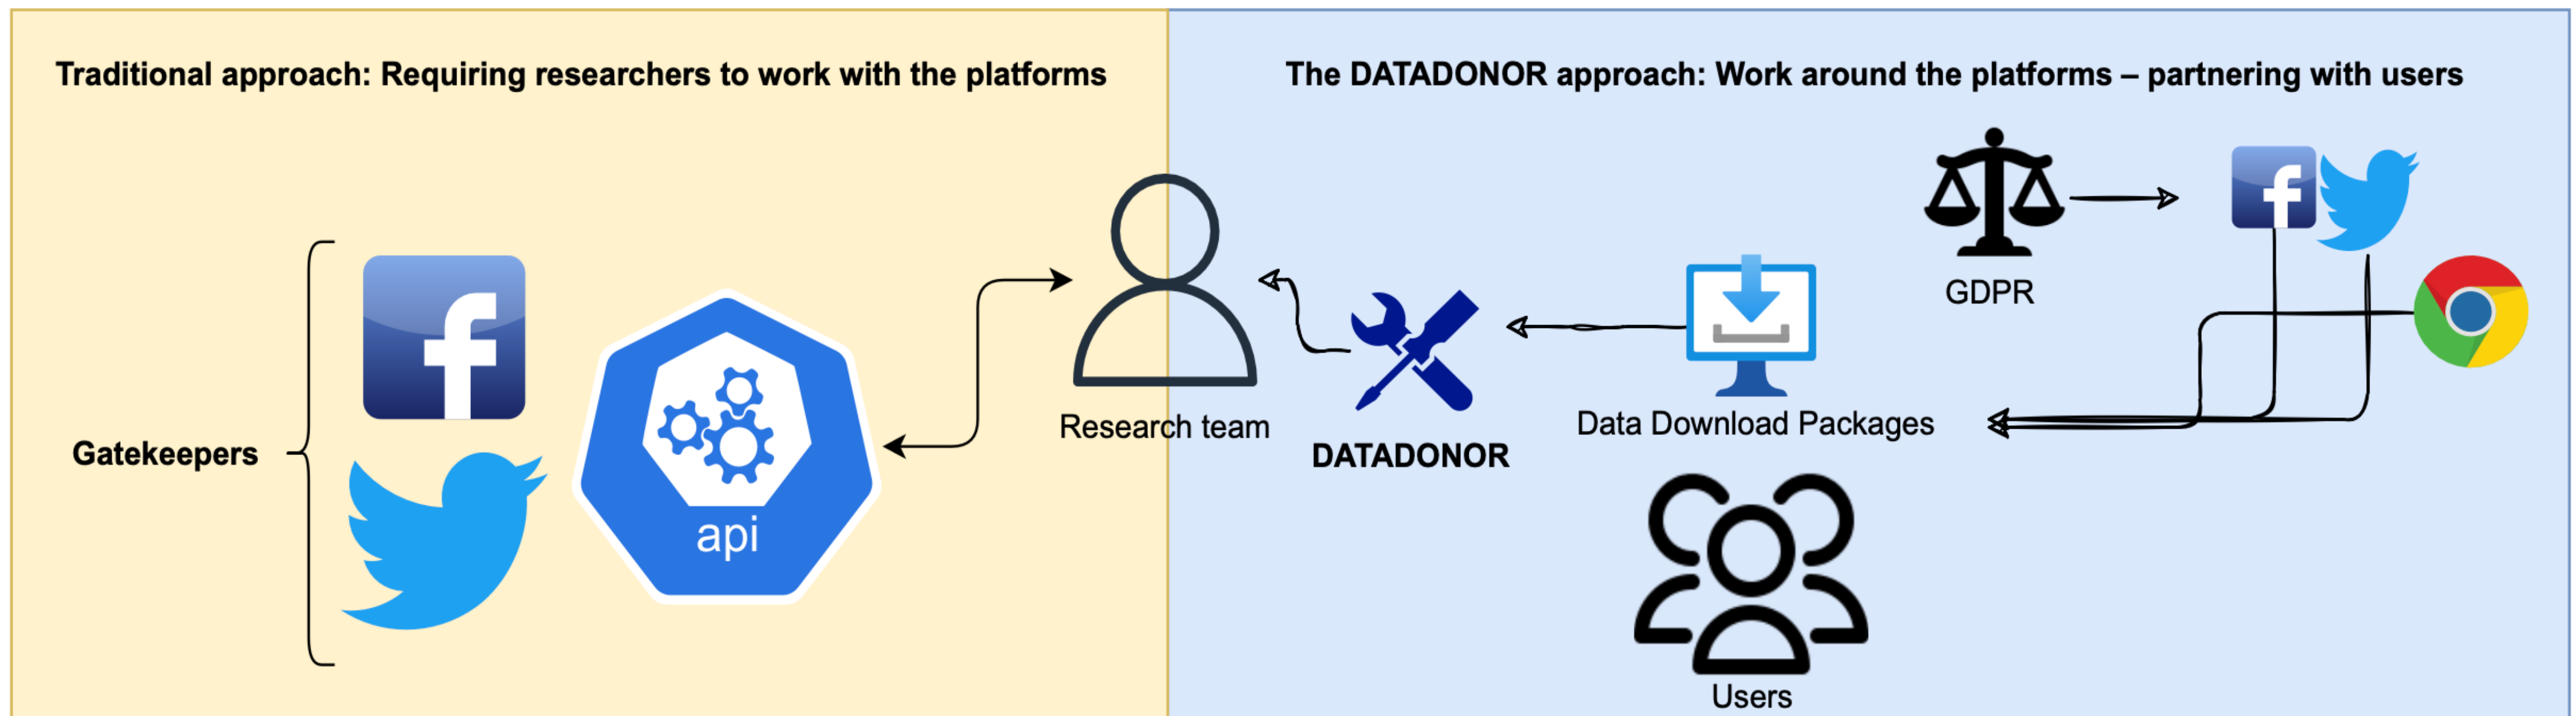 Traditional approach: Requiring researchers to work with the platforms
Gatekeepers
api
Research team
The DATADONOR approach: Work around the platforms – partnering with users
GDPR
DATADONOR
Data Download Packages
Users